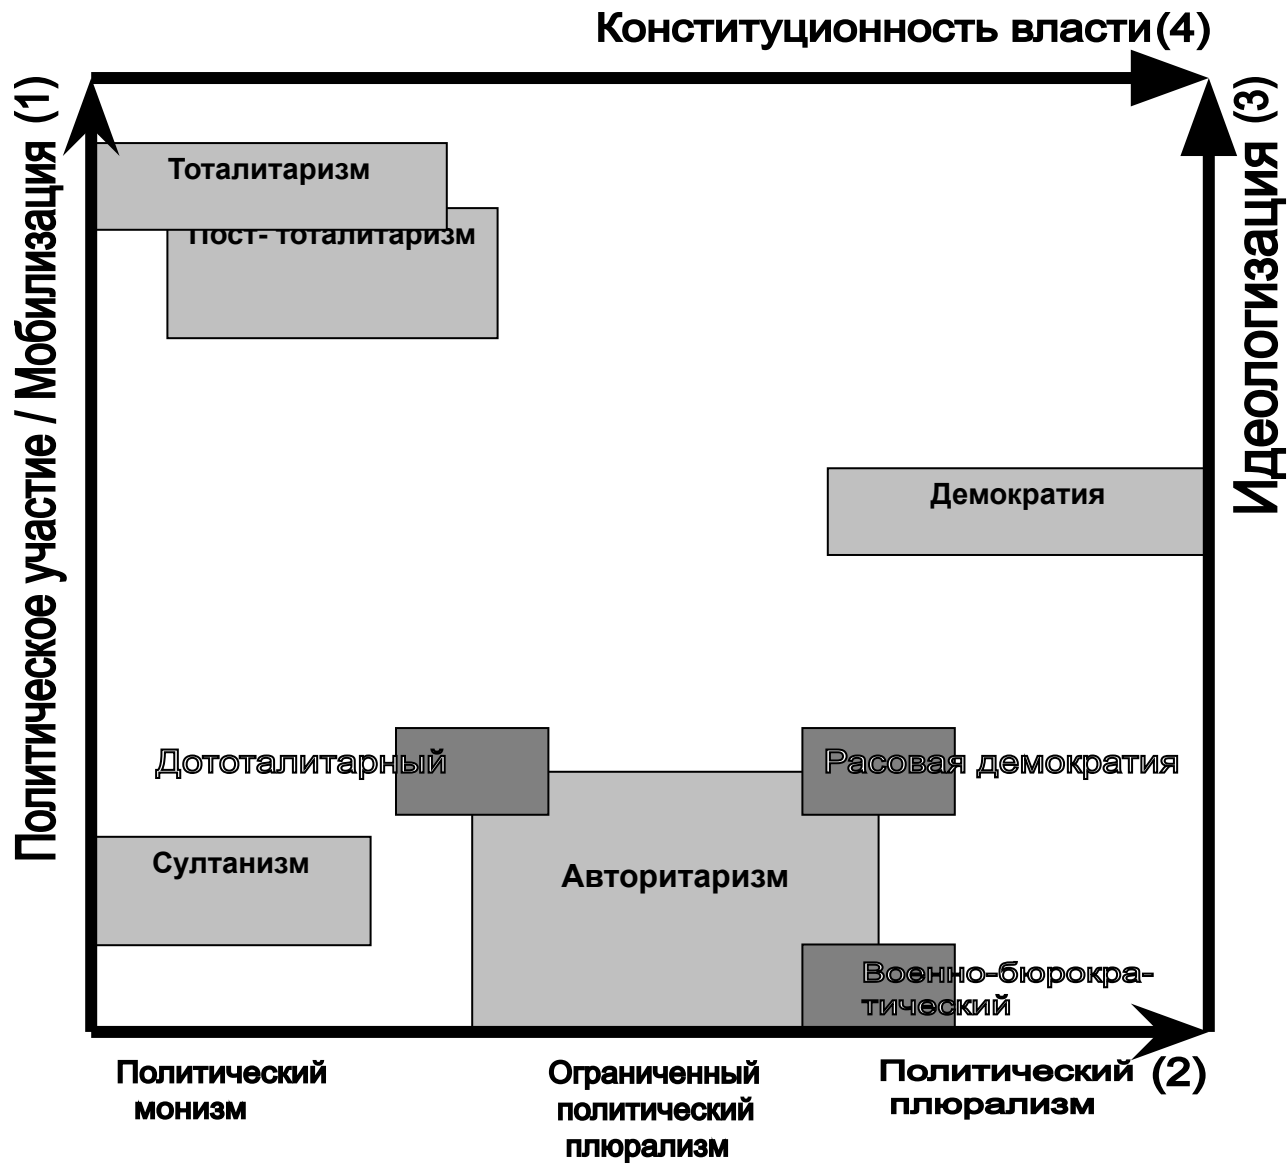 Конституционность власти (4)
Политическое участие / Мобилизация (1)
Идеологизация (3)
Тоталитаризм
Пост- тоталитаризм
Демократия
Дототалитарный
Расовая демократия
Султанизм
Авторитаризм
Военно-бюрокра-
тический
Политический
монизм
Ограниченный
политический
плюрализм
Политический (2)
плюрализм